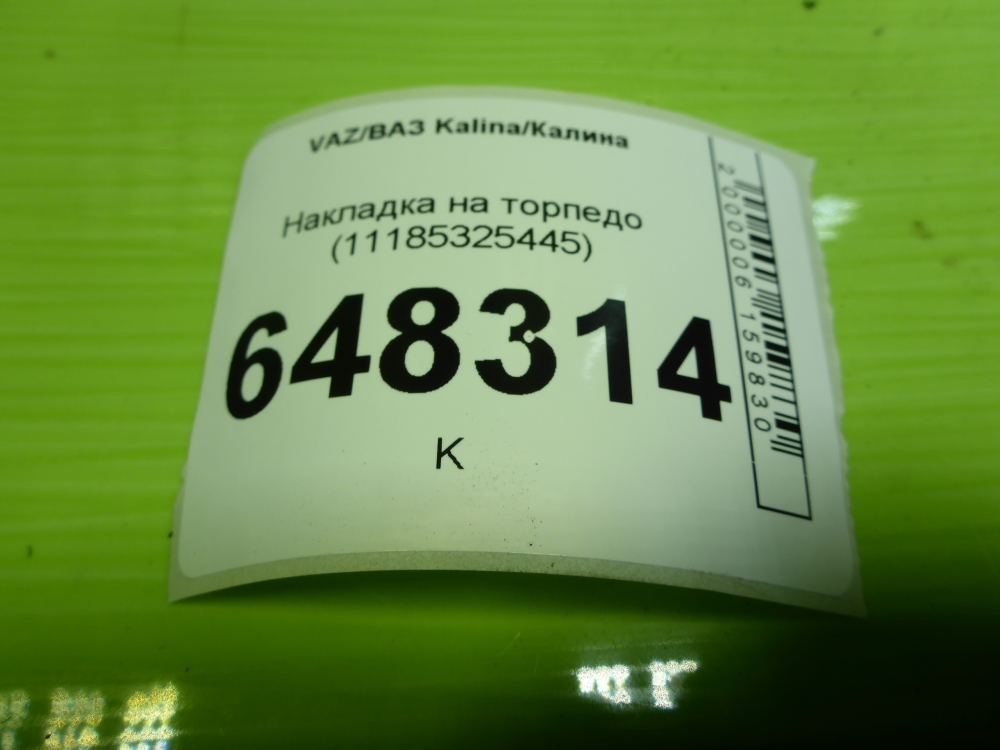 VAZ/ВАЗ Kalina/Калина
Накладка на торпедо
(11185325445)
648314
К
2000006159830